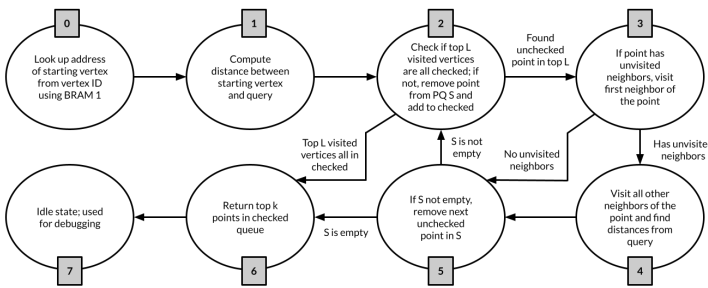 0
1
2
3
Look up address
of starting vertex
from vertex ID
using BRAM 1
Compute
distance between
starting vertex
and query
Check if top L
visited vertices
are all checked; if
not, remove point
from PQ S and
add to checked
Found
unchecked
point in top L
If point has
unvisited
neighbors, visit
first neighbor of
the point
Top L visited
vertices all in
checked
S is not
empty
No unvisited
neighbors
Has unvisite
neighbors
Idle state; used
for debugging
Return top k
points in checked
queue
S is empty
If S not empty,
remove next
unchecked
point in S
Visit all other
neighbors of the
point and find
distances from
query
7
6
5
4